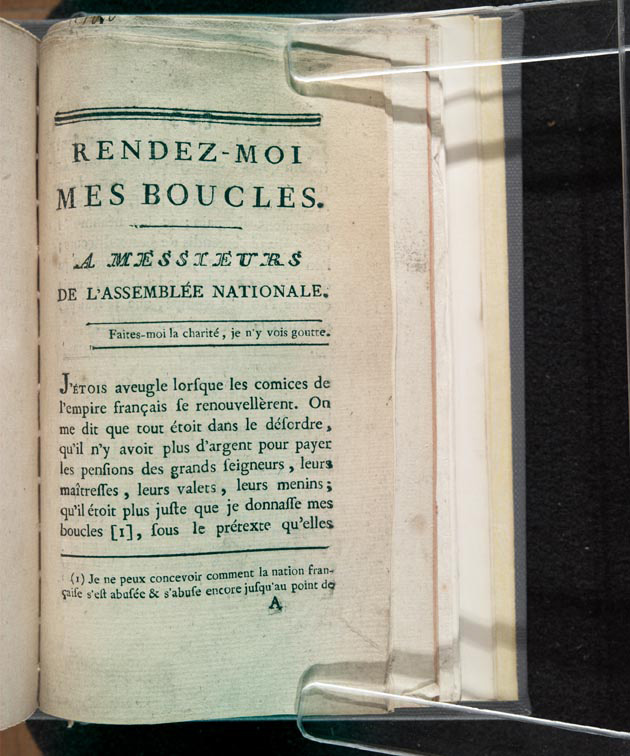 RENDEZ-MOI
MES BOUCLES.
A MESSIEURS
DE L'ASSEMBLÉE NATIONALE.
Faites-moi la charité, je n'y vois goutte.
J'ÉTOIS aveugle lorſque les comices de
l'empire français ſe renouvellèrent. On
me dit que tout étoit dans le déſordre,
qu'il n'y avoit plus d'argent pour payer
les penſions des grands ſeigneurs, leurs
maîtreſſes, leurs valets, leurs menins;
qu'il étoit plus juſte que je donnaſſe mes
boucles [1], ſous le prétexte qu'elles
(1) Je ne peux concevoir comment la nation fran-
çaiſe s'eſt abuſée & s'abuſe encore juſqu'au point de
A